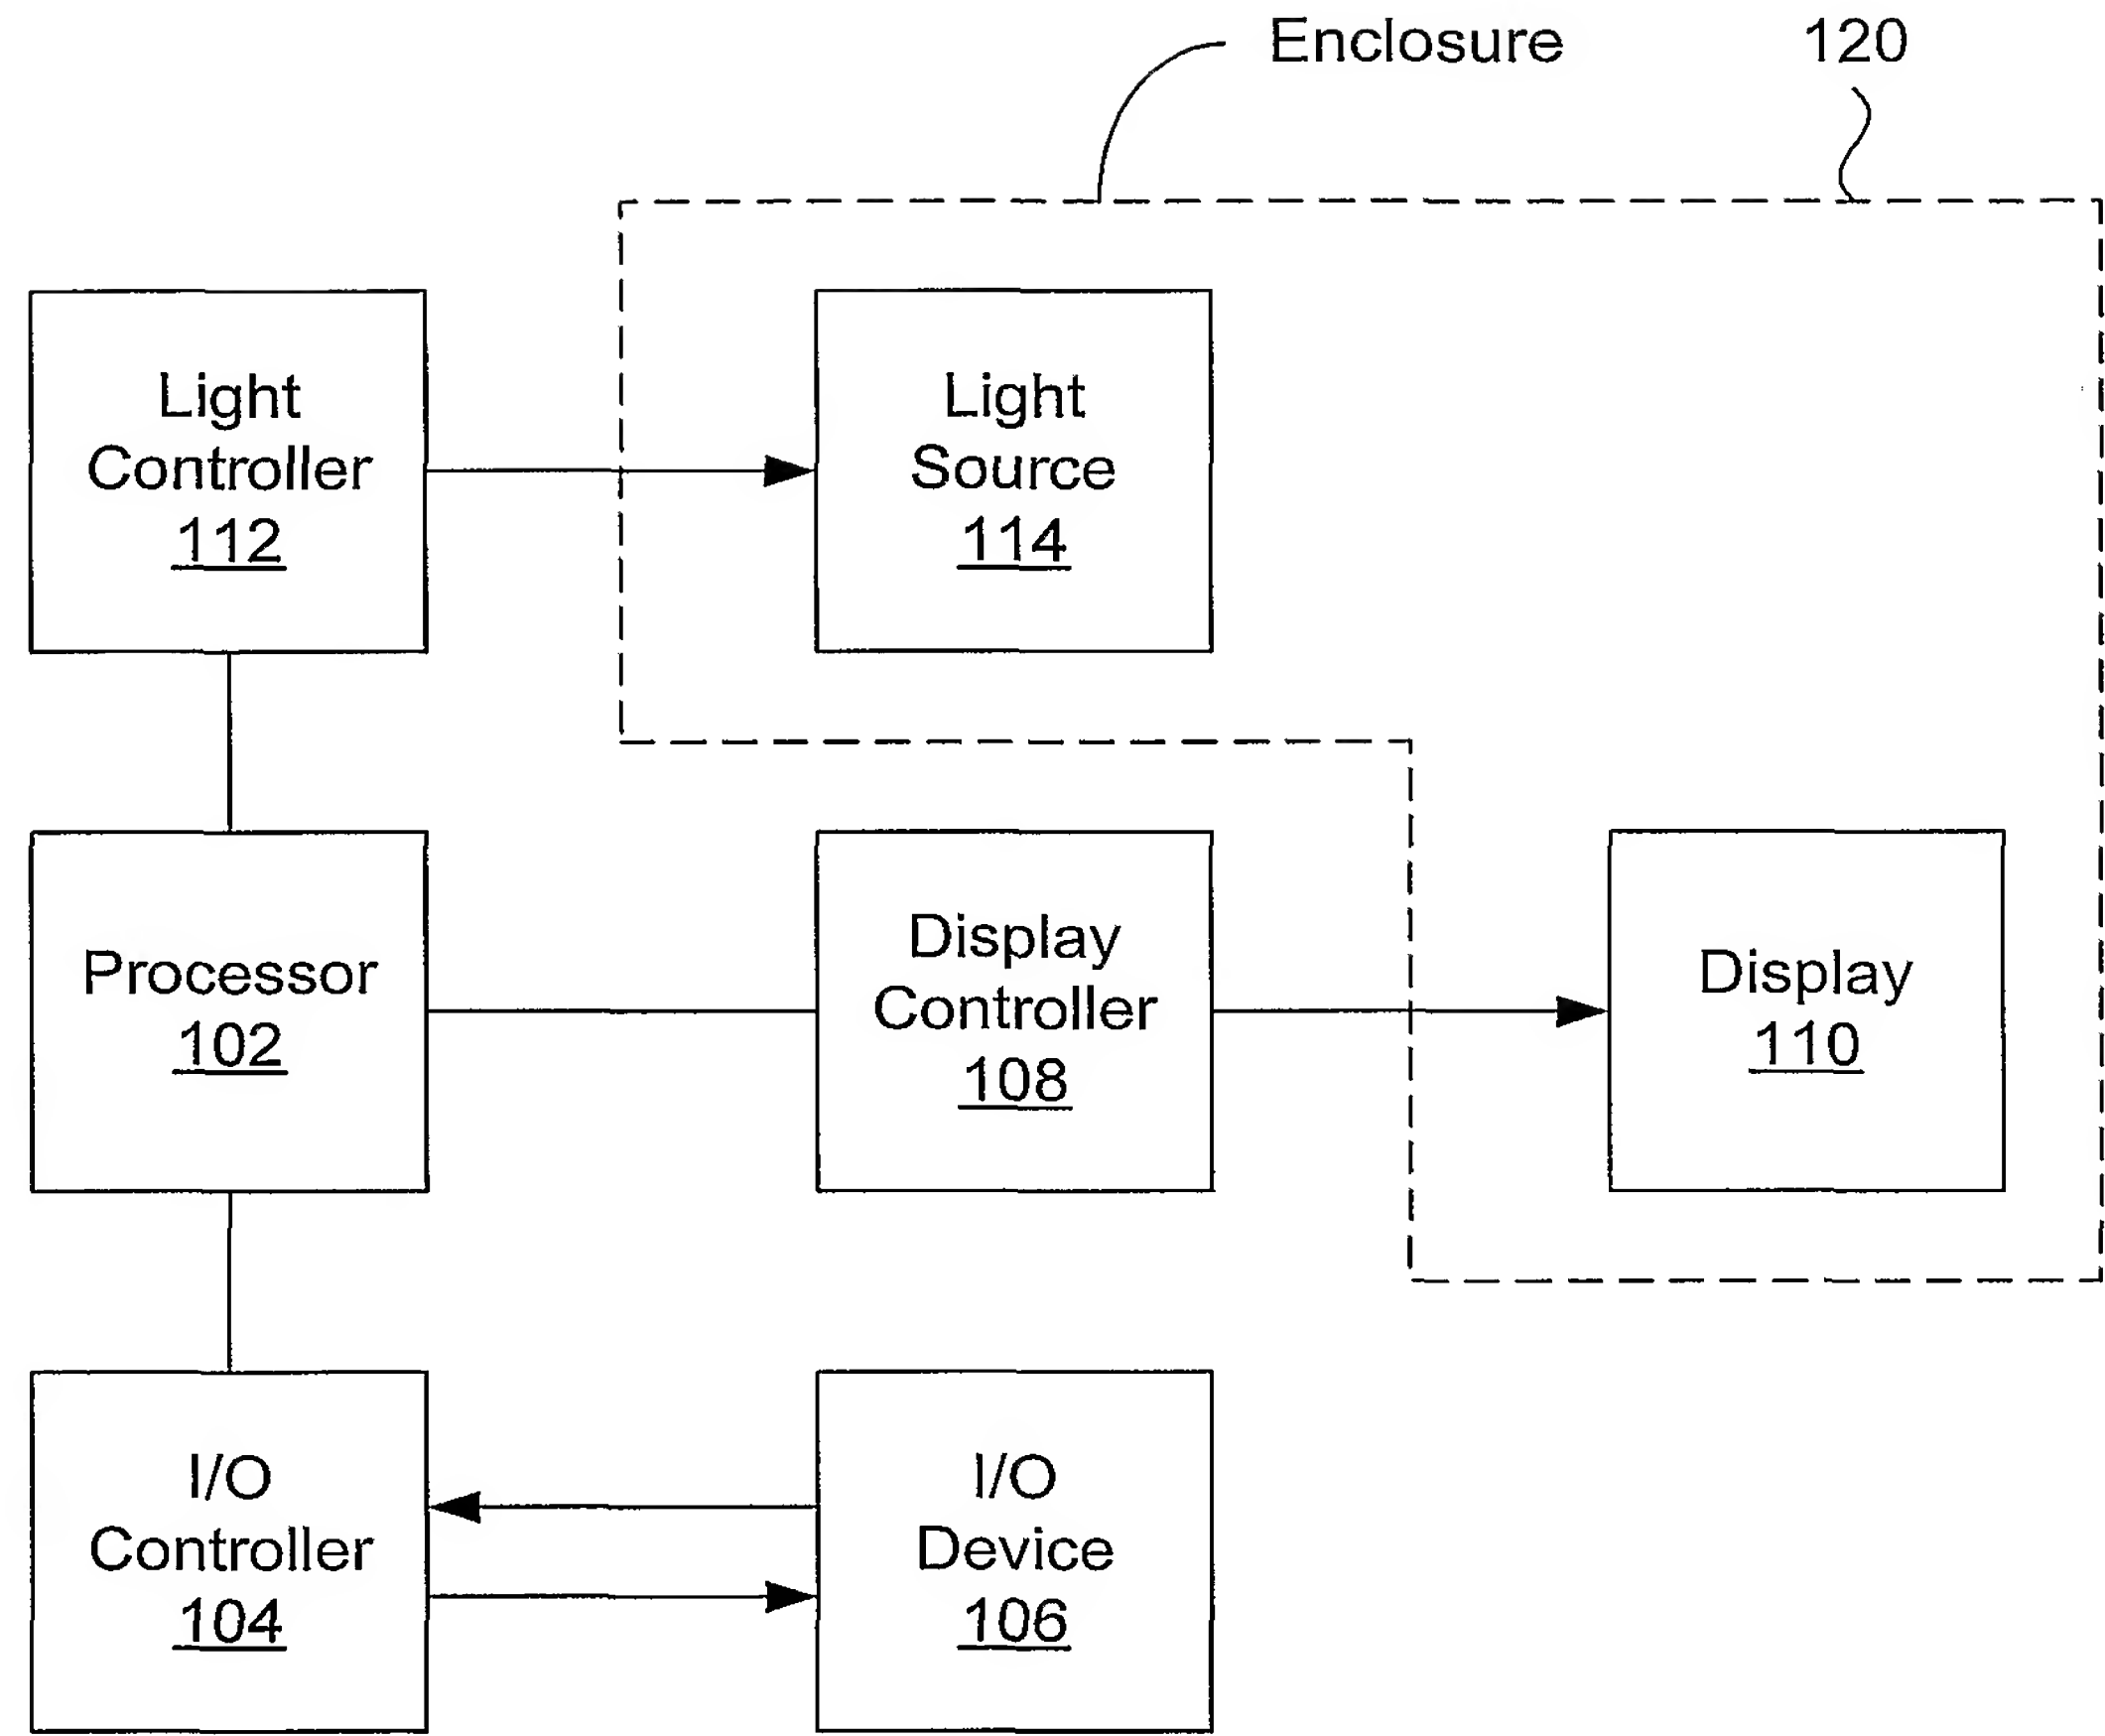 Enclosure
120
Light
Controller
112
Light
Source
114
Processor
102
Display
Controller
108
Display
110
I/O
Controller
104
I/O
Device
106